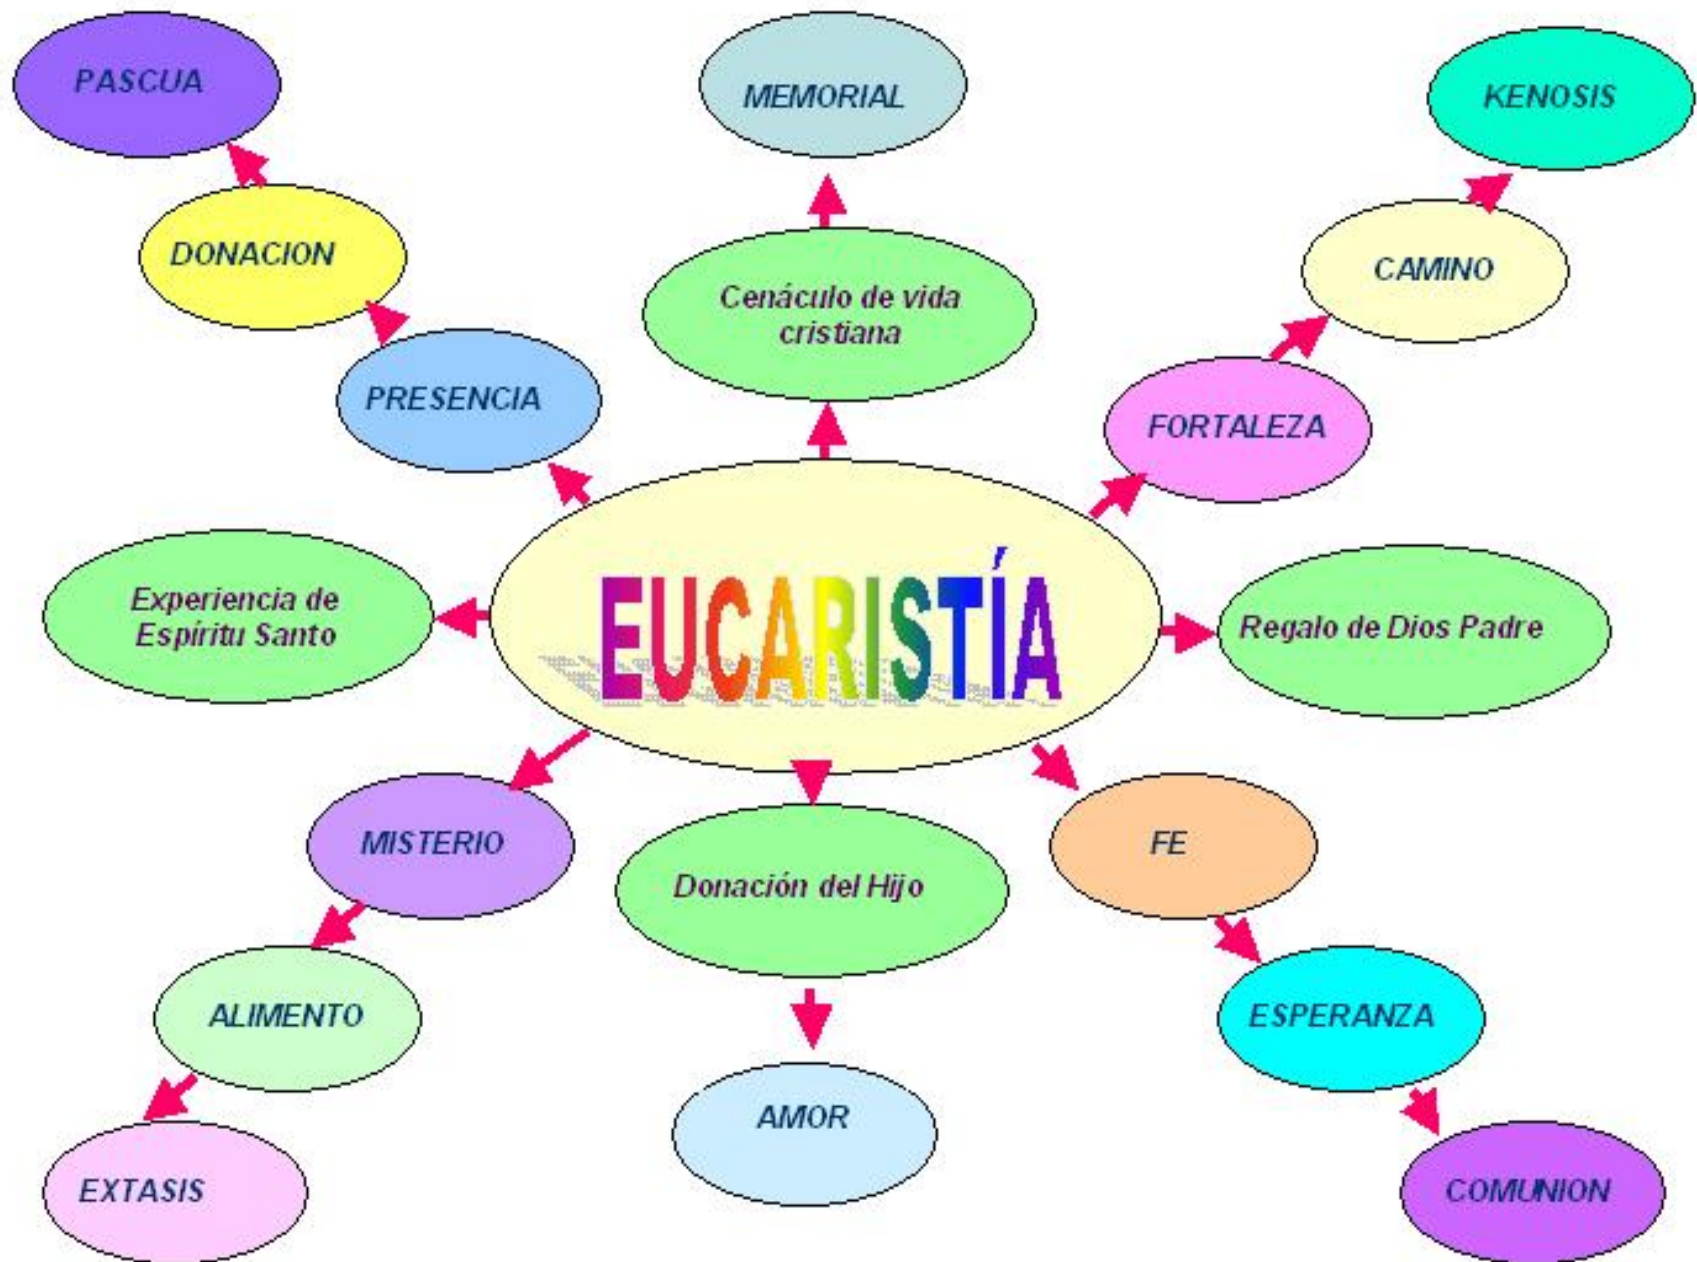 PASCUA
MEMORIAL
KENOSIS
DONACION
CAMINO
Cenáculo de vida
cristiana
PRESENCIA
FORTALEZA
Experiencia de
Espíritu Santo
EUCARISTÍA
Regalo de Dios Padre
MISTERIO
Donación del Hijo
FE
ALIMENTO
ESPERANZA
AMOR
EXTASIS
COMUNION